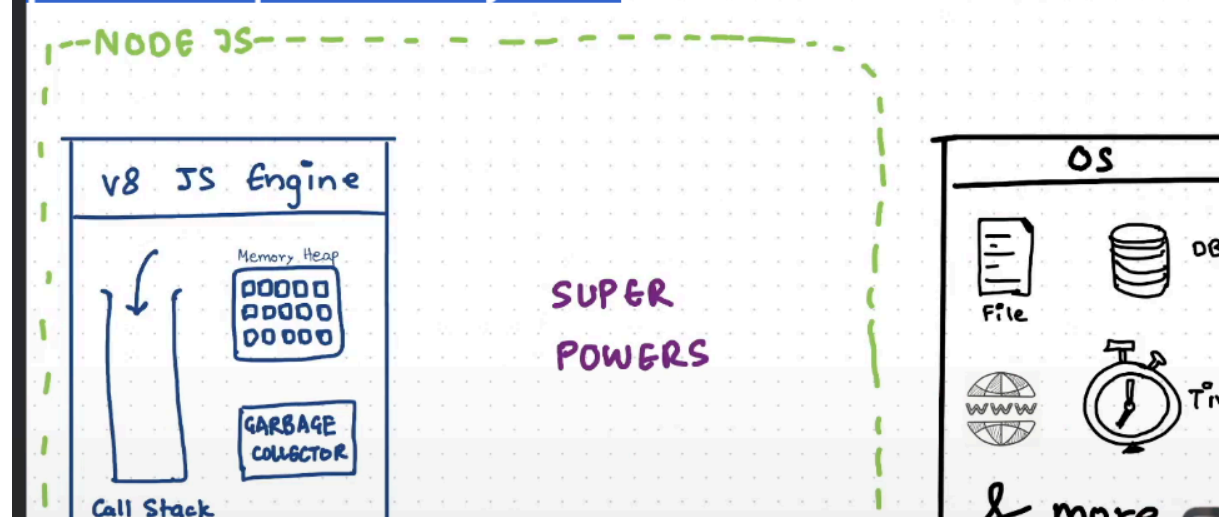 NODE JS
V8 JS Engine
Memory Heap
GARBAGE
COLLECTOR
Call Stack
SUPER
POWERS
OS
File
WWW
& more